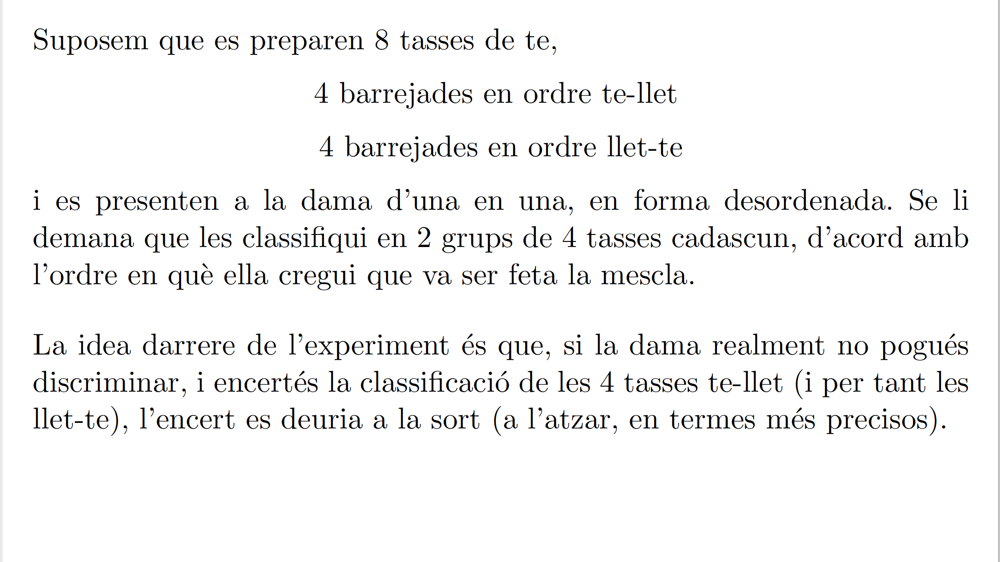 Suposem que es preparen 8 tasses de te,
4 barrejades en ordre te-llet
4 barrejades en ordre llet-te
i es presenten a la dama d'una en una, en forma desordenada. Se li
demana que les classifiqui en 2 grups de 4 tasses cadascun, d'acord amb
l'ordre en què ella cregui que va ser feta la mescla.
La idea darrere de l'experiment és que, si la dama realment no pogués
discriminar, i encertés la classificació de les 4 tasses te-llet (i per tant les
llet-te), l'encert es deuria a la sort (a l'atzar, en termes més precisos).